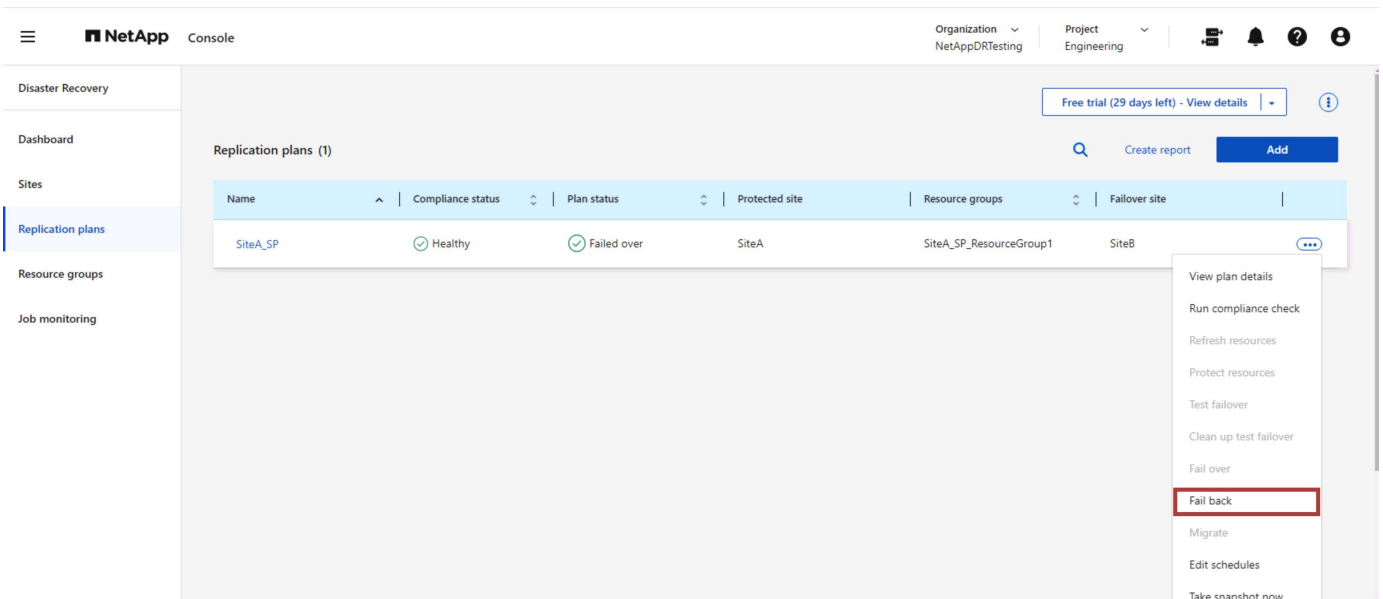 NetApp Console
Organization
NetAppDRTesting
Project
Engineering
Disaster Recovery
Dashboard
Sites
Replication plans
Resource groups
Job monitoring
Free trial (29 days left) - View details
Replication plans (1)
Create report
Add
Name Compliance status Plan status Protected site Resource groups Failover site
SiteA_SP Healthy Failed over SiteA SiteA_SP_ResourceGroup1 SiteB
View plan details
Run compliance check
Refresh resources
Protect resources
Test failover
Clean up test failover
Fail over
Fail back
Migrate
Edit schedules
Take snapshot now